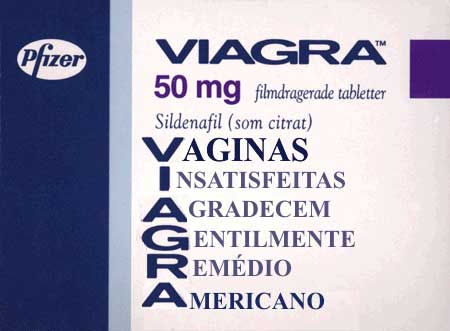 Pfizer
VIAGRA™
50 mg filmdragerade tabletter
Sildenafil (som citrat)
VAGINAS
INSATISFEITAS
AGRADECEM
GENTILMENTE
REMÉDIO
AMERICANO